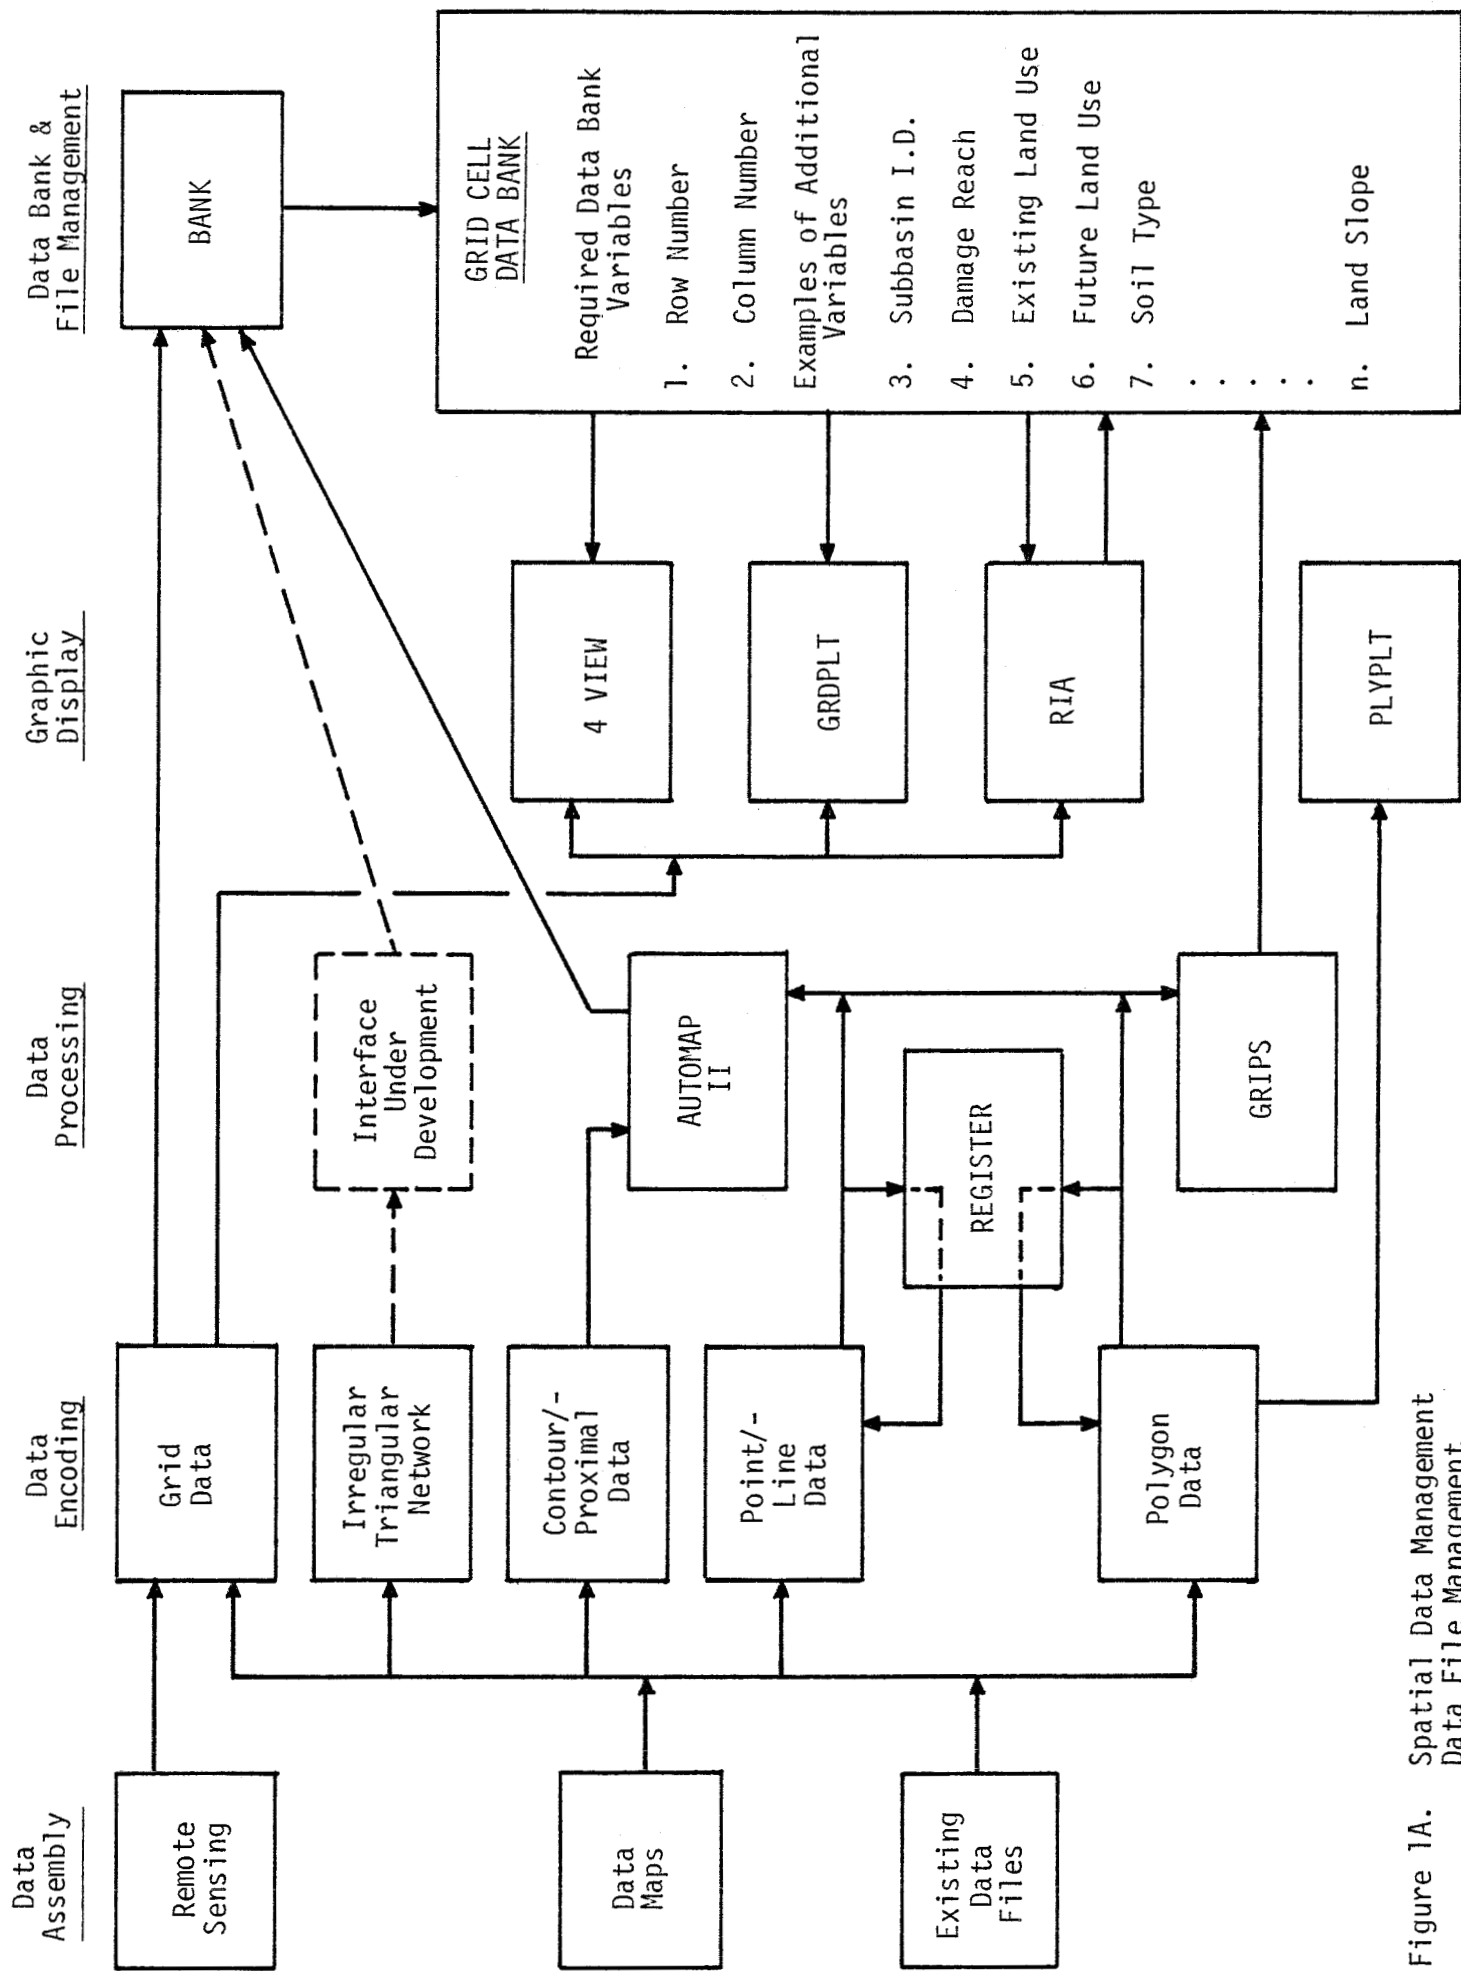 Data
Assembly
Data
Encoding
Data
Processing
Graphic
Display
Data Bank &
File Management
Remote
Sensing
Data
Maps
Existing
Data
Files
Grid
Data
Irregular
Triangular
Network
Contour/-
Proximal
Data
Point/-
Line
Data
Polygon
Data
Interface
Under
Development
AUTOMAP
II
REGISTER
GRIPS
4 VIEW
GRDPLT
RIA
PLYPLT
BANK
GRID CELL
DATA BANK
Required Data Bank
Variables
1. Row Number
2. Column Number
Examples of Additional
Variables
3. Subbasin I.D.
4. Damage Reach
5. Existing Land Use
6. Future Land Use
7. Soil Type
. . . . .
n. Land Slope
Figure 1A. Spatial Data Management
Data File Management